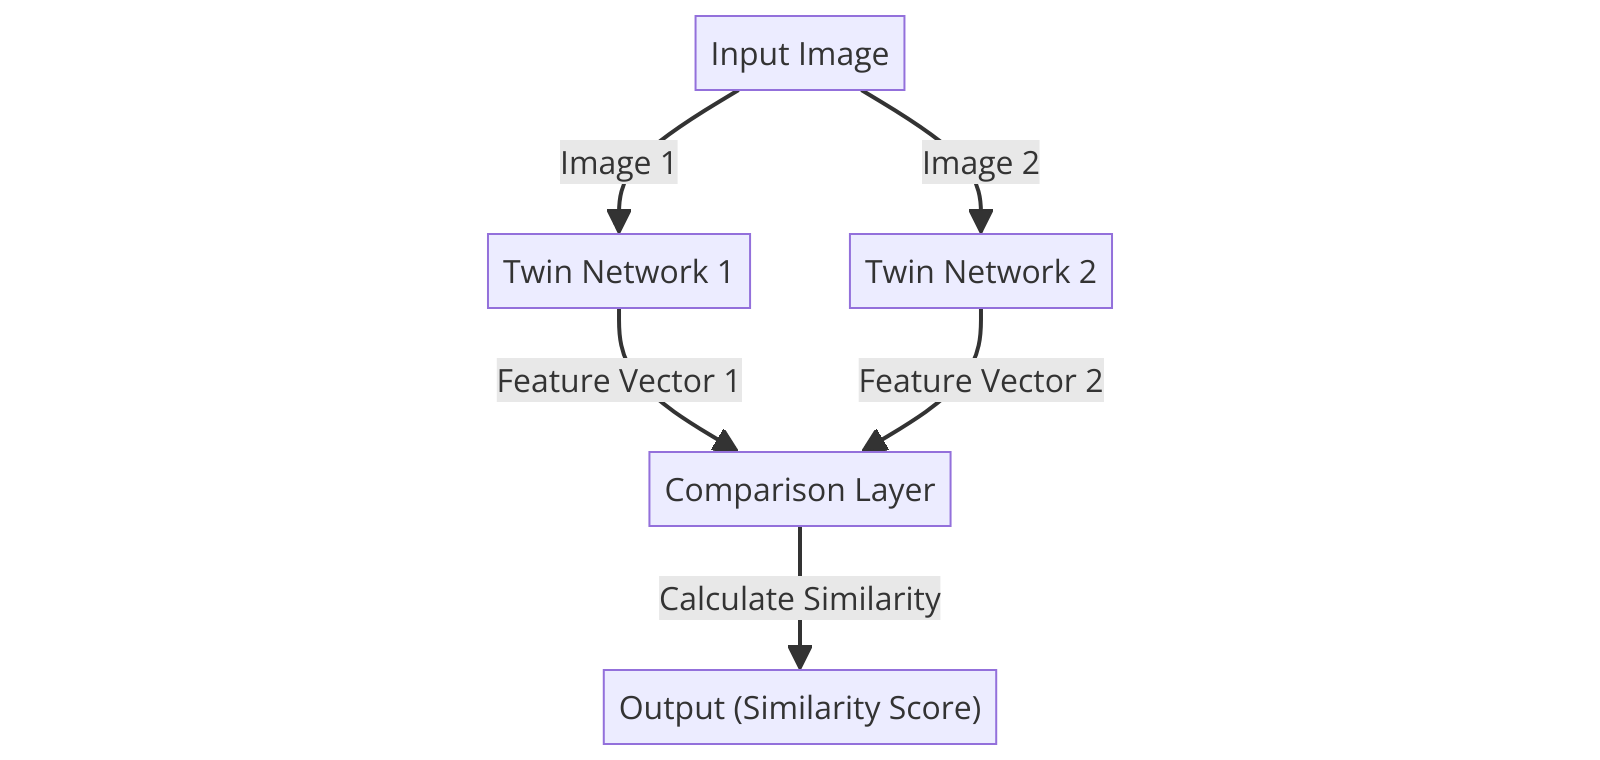 Input Image
Image 1
Image 2
Twin Network 1
Twin Network 2
Feature Vector 1
Feature Vector 2
Comparison Layer
Calculate Similarity
Output (Similarity Score)